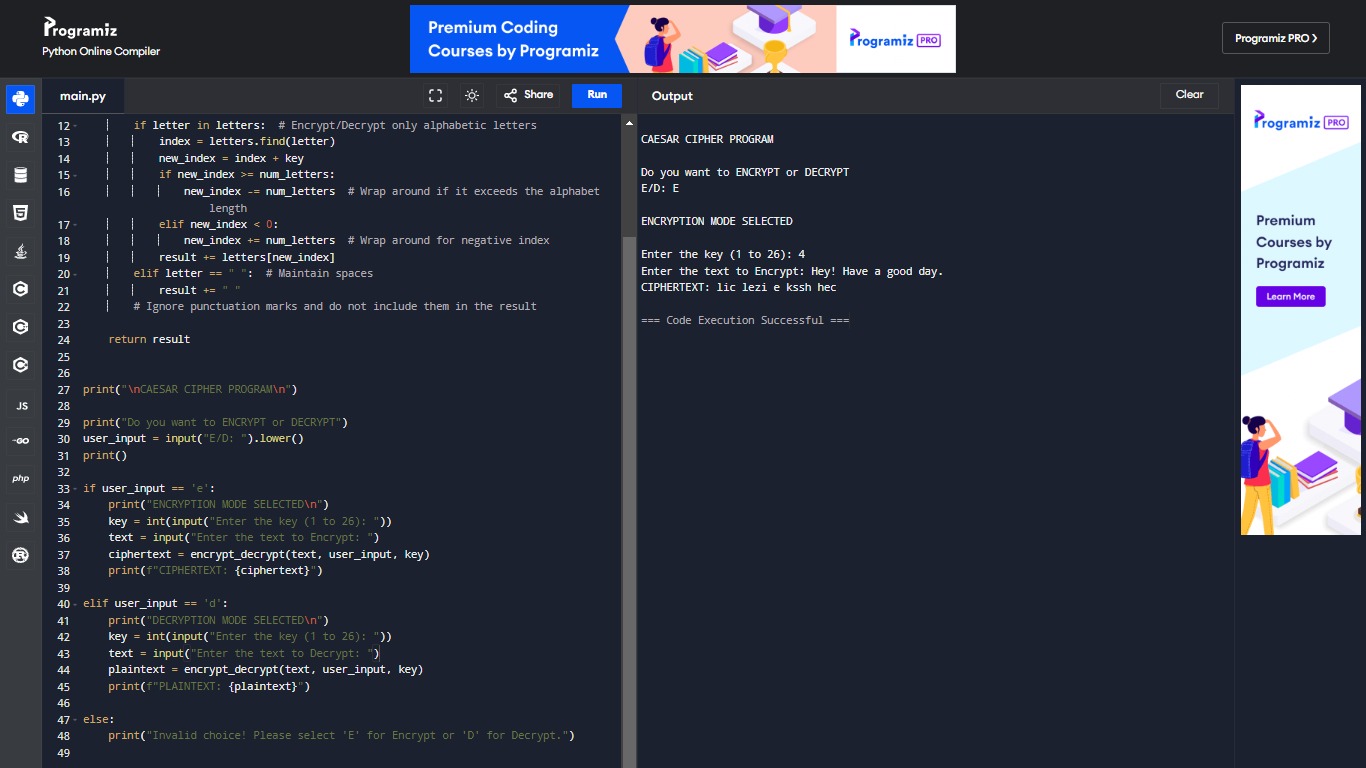 Programiz
Python Online Compiler
Premium Coding
Courses by Programiz
Programiz PRO
Programiz PRO >
main.py
Share
Run
Output
Clear
12 if letter in letters:  # Encrypt/Decrypt only alphabetic letters
13 index = letters.find(letter)
14 new_index = index + key
15 if new_index >= num_letters:
16 new_index -= num_letters  # Wrap around if it exceeds the alphabet
length
17 elif new_index < 0:
18 new_index += num_letters  # Wrap around for negative index
19 result += letters[new_index]
20 elif letter == " ":  # Maintain spaces
21 result += " "
22 # Ignore punctuation marks and do not include them in the result
23
24 return result
25
26
27 print("\nCAESAR CIPHER PROGRAM\n")
28
29 print("Do you want to ENCRYPT or DECRYPT")
30 user_input = input("E/D: ").lower()
31 print()
32
33 if user_input == 'e':
34 print("ENCRYPTION MODE SELECTED\n")
35 key = int(input("Enter the key (1 to 26): "))
36 text = input("Enter the text to Encrypt: ")
37 ciphertext = encrypt_decrypt(text, user_input, key)
38 print(f"CIPHERTEXT: {ciphertext}")
39
40 elif user_input == 'd':
41 print("DECRYPTION MODE SELECTED\n")
42 key = int(input("Enter the key (1 to 26): "))
43 text = input("Enter the text to Decrypt: ")
44 plaintext = encrypt_decrypt(text, user_input, key)
45 print(f"PLAINTEXT: {plaintext}")
46
47 else:
48 print("Invalid choice! Please select 'E' for Encrypt or 'D' for Decrypt.")
49
JS
GO
php
CAESAR CIPHER PROGRAM
Do you want to ENCRYPT or DECRYPT
E/D: E
ENCRYPTION MODE SELECTED
Enter the key (1 to 26): 4
Enter the text to Encrypt: Hey! Have a good day.
CIPHERTEXT: lic lezi e kssh hec
=== Code Execution Successful ===
Programiz PRO
Premium
Courses by
Programiz
Learn More